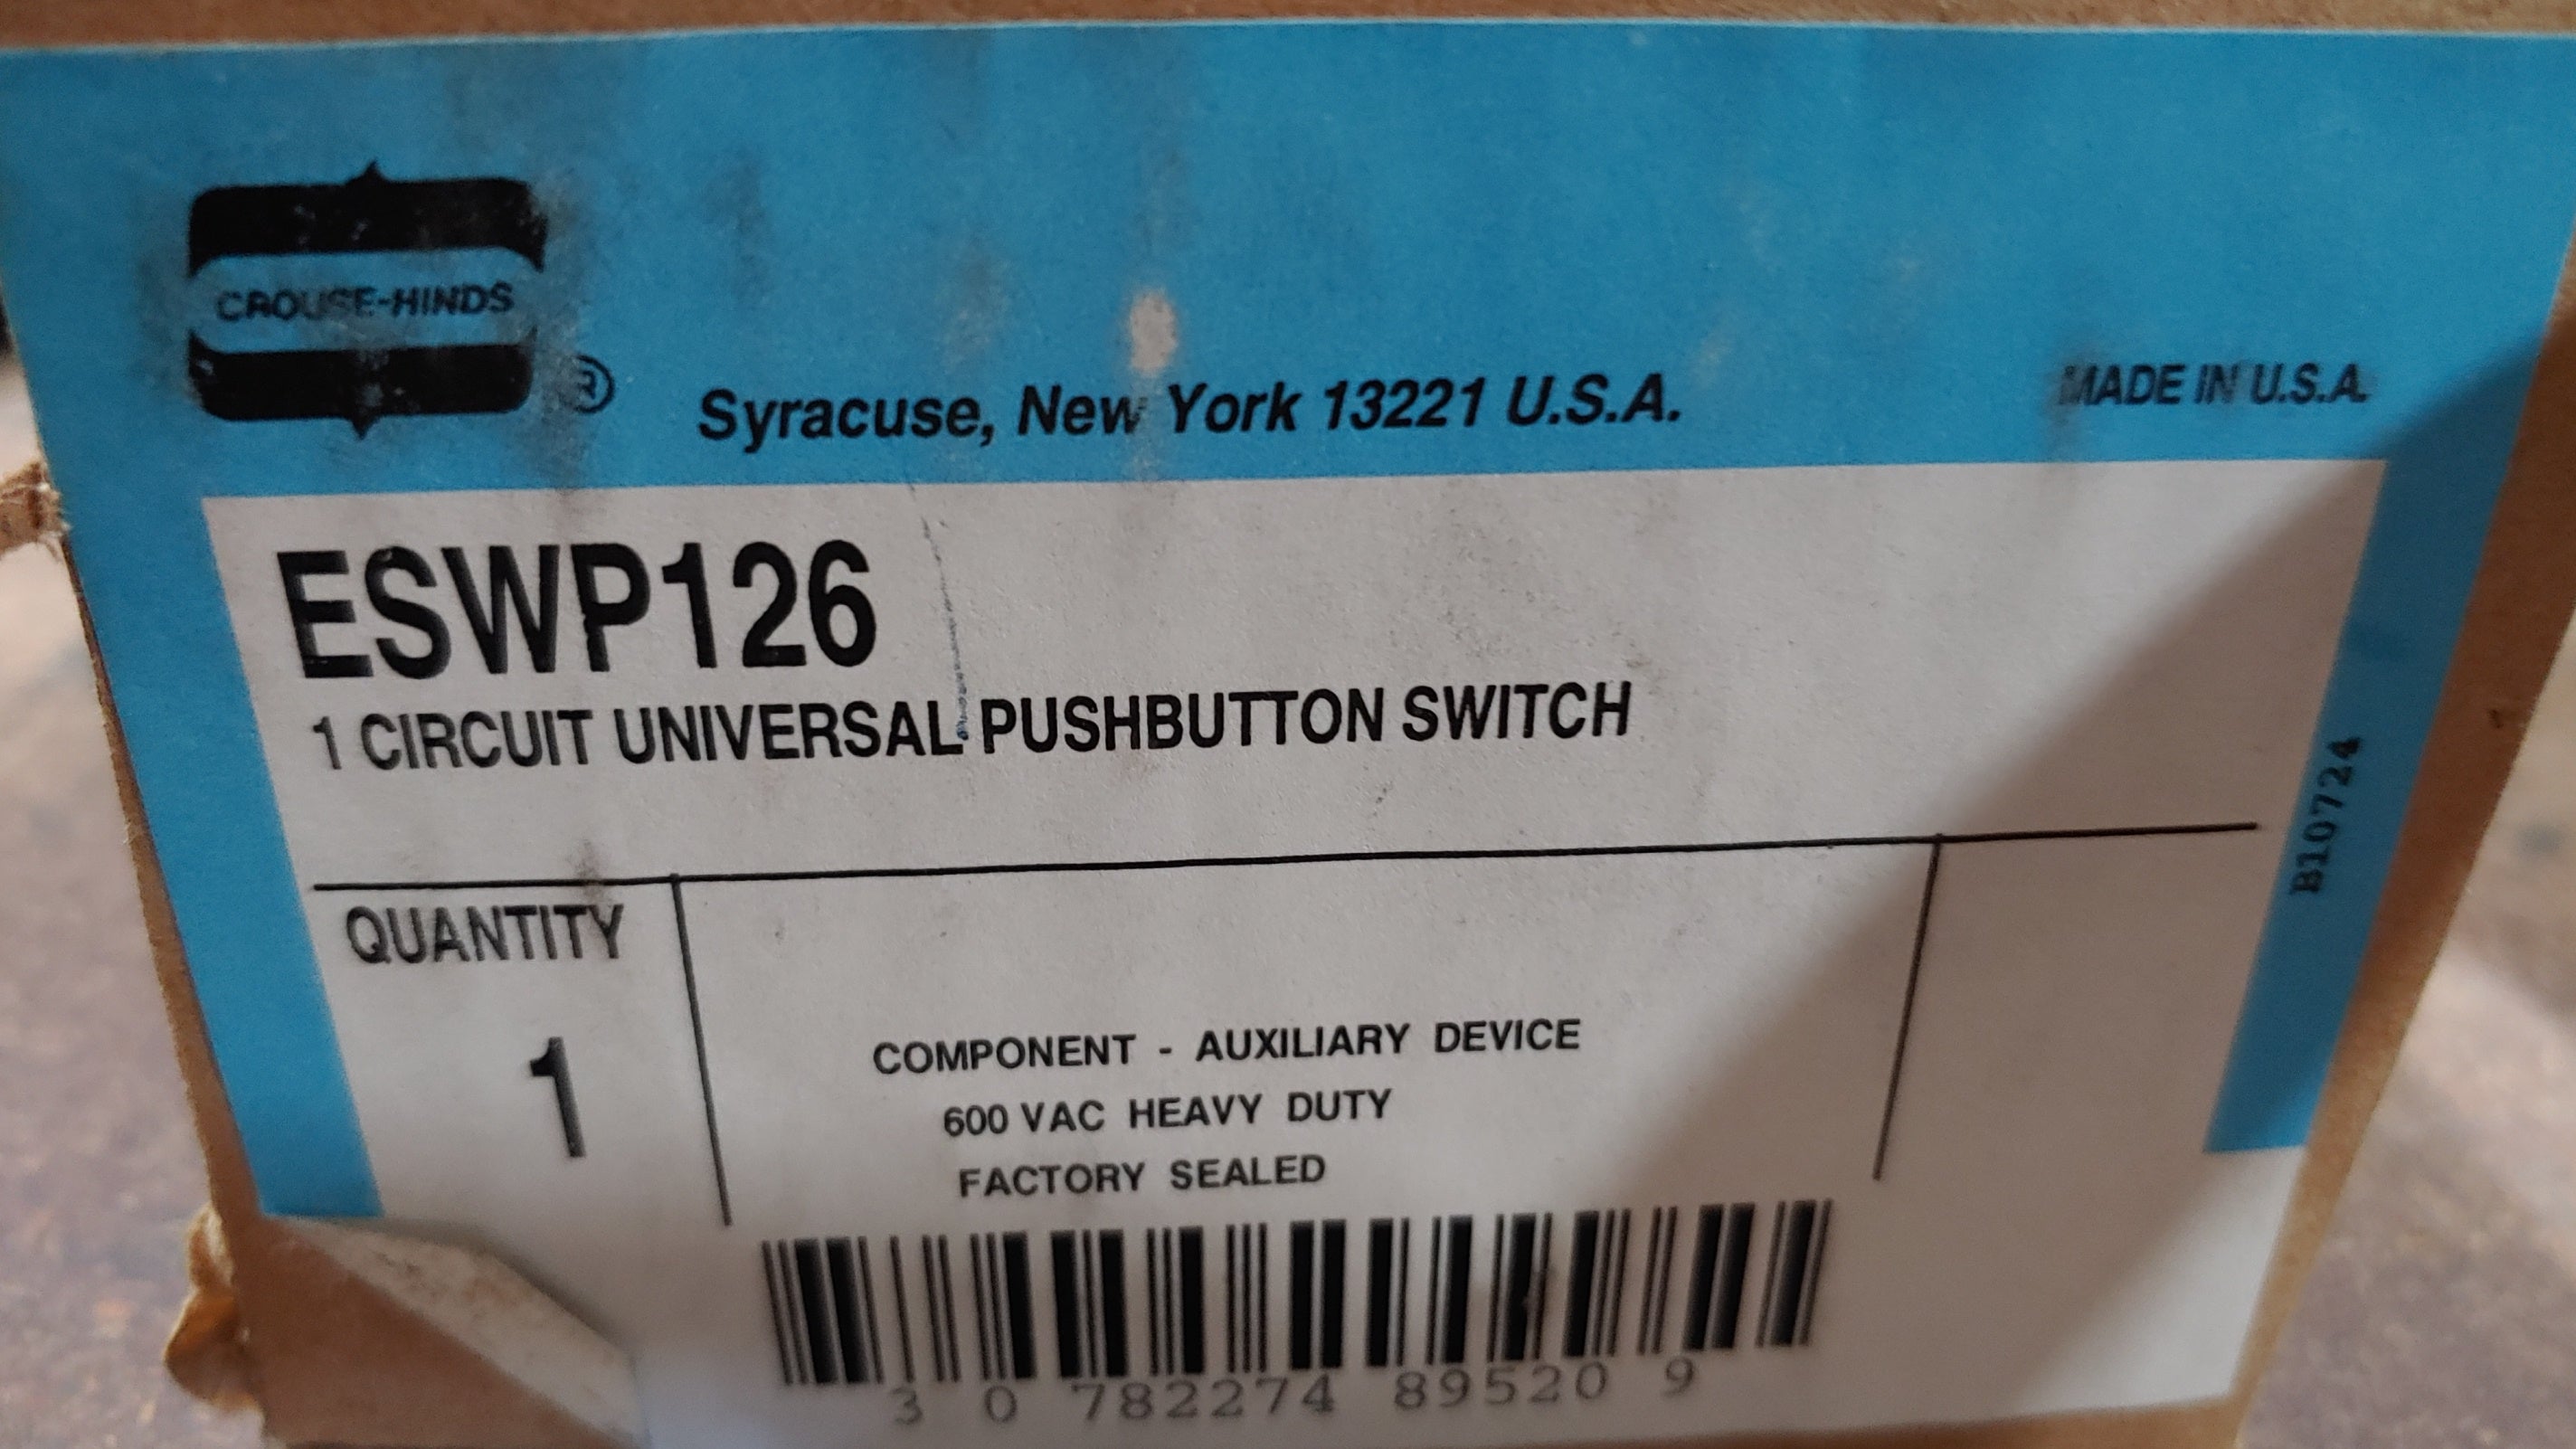 CROUSE-HINDS
®
Syracuse, New York 13221 U.S.A.
MADE IN U.S.A.
ESWP126
1 CIRCUIT UNIVERSAL PUSHBUTTON SWITCH
B10724
QUANTITY
1
COMPONENT - AUXILIARY DEVICE
600 VAC HEAVY DUTY
FACTORY SEALED
3 0 782274 89520 9